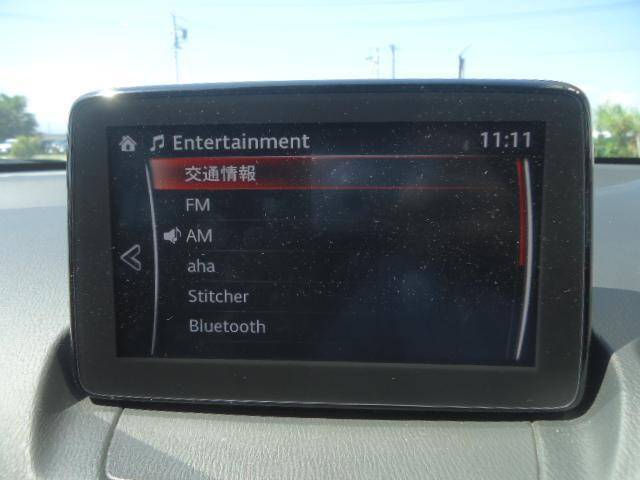 Entertainment 11:11
交通情報
FM
AM
aha
Stitcher
Bluetooth